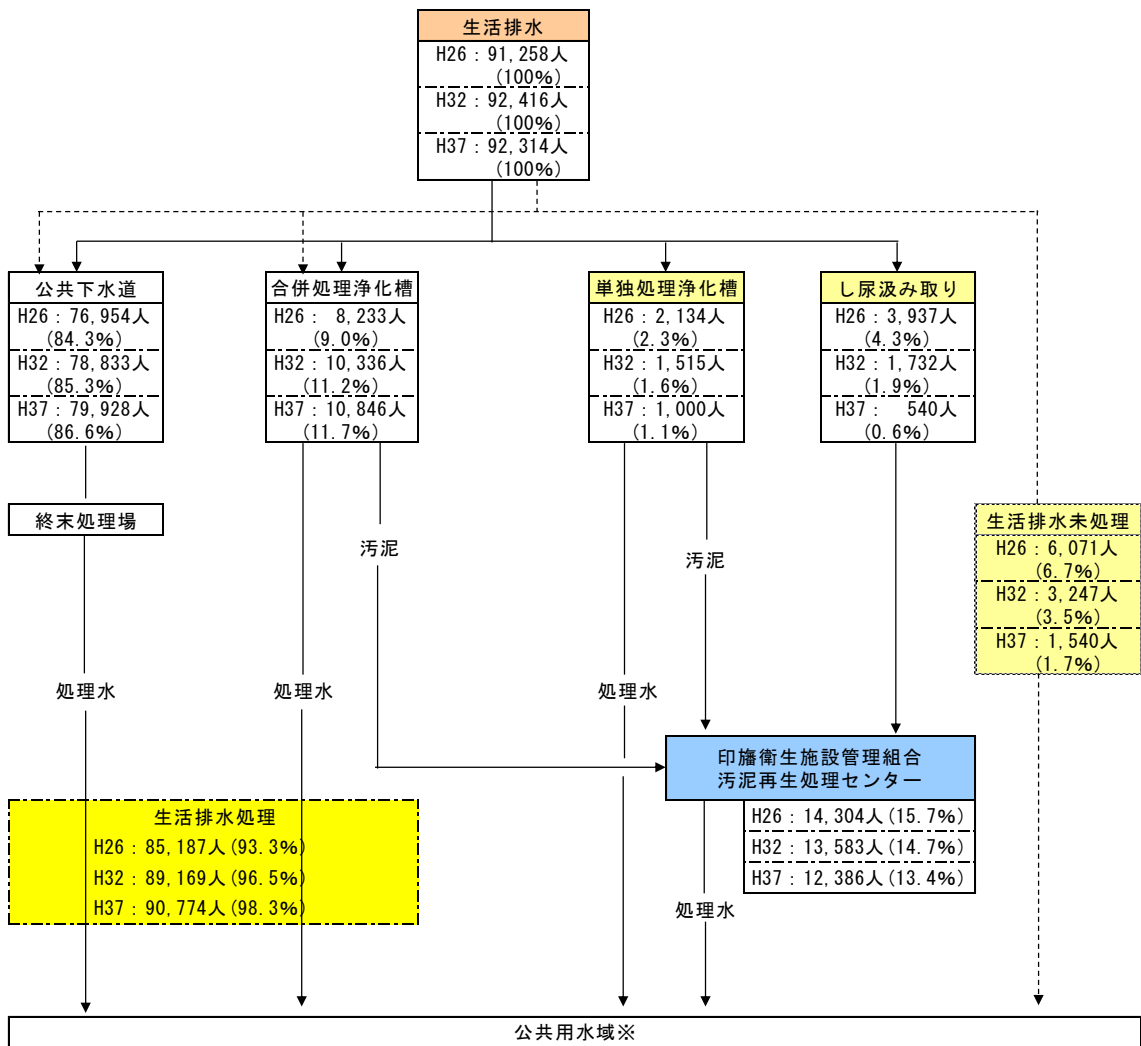 生活排水
H26：91,258人
(100%)
H32：92,416人
(100%)
H37：92,314人
(100%)
公共下水道
H26：76,954人
(84.3%)
H32：78,833人
(85.3%)
H37：79,928人
(86.6%)
合併処理浄化槽
H26： 8,233人
(9.0%)
H32：10,336人
(11.2%)
H37：10,846人
(11.7%)
単独処理浄化槽
H26：2,134人
(2.3%)
H32：1,515人
(1.6%)
H37：1,000人
(1.1%)
し尿汲み取り
H26：3,937人
(4.3%)
H32：1,732人
(1.9%)
H37： 540人
(0.6%)
終末処理場
汚泥
汚泥
生活排水未処理
H26：6,071人
(6.7%)
H32：3,247人
(3.5%)
H37：1,540人
(1.7%)
処理水
処理水
処理水
印旛衛生施設管理組合
汚泥再生処理センター
H26：14,304人(15.7%)
H32：13,583人(14.7%)
H37：12,386人(13.4%)
生活排水処理
H26：85,187人(93.3%)
H32：89,169人(96.5%)
H37：90,774人(98.3%)
処理水
公共用水域※